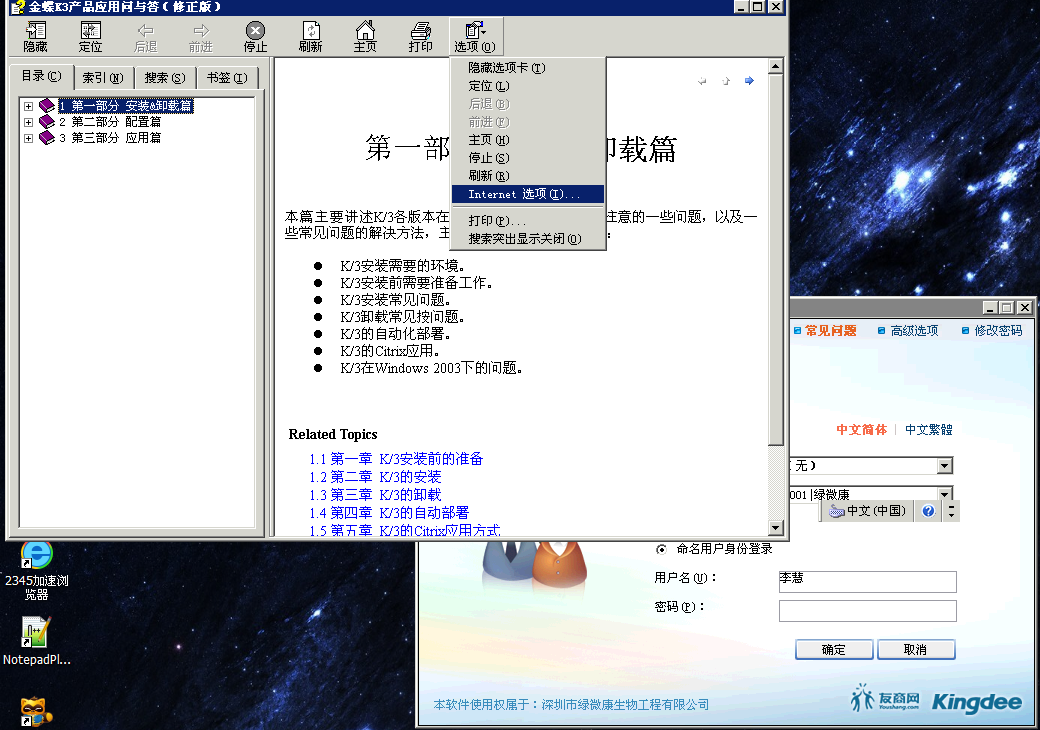 金蝶K3产品应用问与答（修正版）
隐藏 定位 后退 前进 停止 刷新 主页 打印 选项(O)
目录(C) 索引(N) 搜索(S) 书签(I)
1 第一部分 安装&卸载篇
2 第二部分 配置篇
3 第三部分 应用篇
隐藏选项卡(T)
定位(L)
后退(B)
前进(F)
主页(H)
停止(S)
刷新(R)
Internet 选项(I)...
打印(P)...
搜索突出显示关闭(O)
第一部 卸载篇
本篇主要讲述K/3各版本在 注意的一些问题，以及一
些常见问题的解决方法，主 ：
● K/3安装需要的环境。
● K/3安装前需要准备工作。
● K/3安装常见问题。
● K/3卸载常见按问题。
● K/3的自动化部署。
● K/3的Citrix应用。
● K/3在Windows 2003下的问题。
Related Topics
1.1 第一章 K/3安装前的准备
1.2 第二章 K/3的安装
1.3 第三章 K/3的卸载
1.4 第四章 K/3的自动部署
1.5 第五章 K/3的Citrix应用方式
常见问题 高级选项 修改密码
中文简体 | 中文繁體
无）
001|绿微康
中文(中国)
命名用户身份登录
用户名(U)： 李慧
密码(P)：
确定 取消
本软件使用权属于：深圳市绿微康生物工程有限公司
友商网 Youshang.com Kingdee
2345加速浏
览器
NotepadPl...